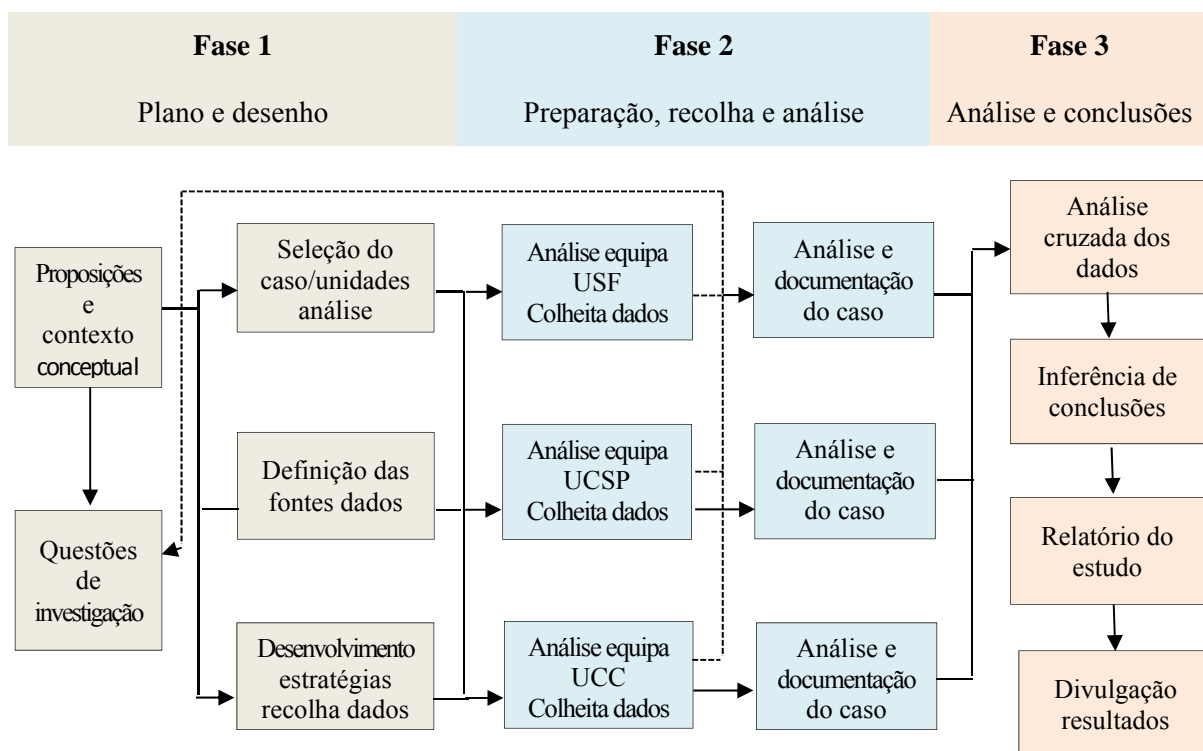 Fase 1
Plano e desenho
Fase 2
Preparação, recolha e análise
Fase 3
Análise e conclusões
Proposições
e
contexto
conceptual
Questões
de
investigação
Seleção do
caso/unidades
análise
Definição das
fontes dados
Desenvolvimento
estratégias
recolha dados
Análise equipa
USF
Colheita dados
Análise equipa
UCSP
Colheita dados
Análise equipa
UCC
Colheita dados
Análise e
documentação
do caso
Análise e
documentação
do caso
Análise e
documentação
do caso
Análise
cruzada dos
dados
Inferência de
conclusões
Relatório do
estudo
Divulgação
resultados